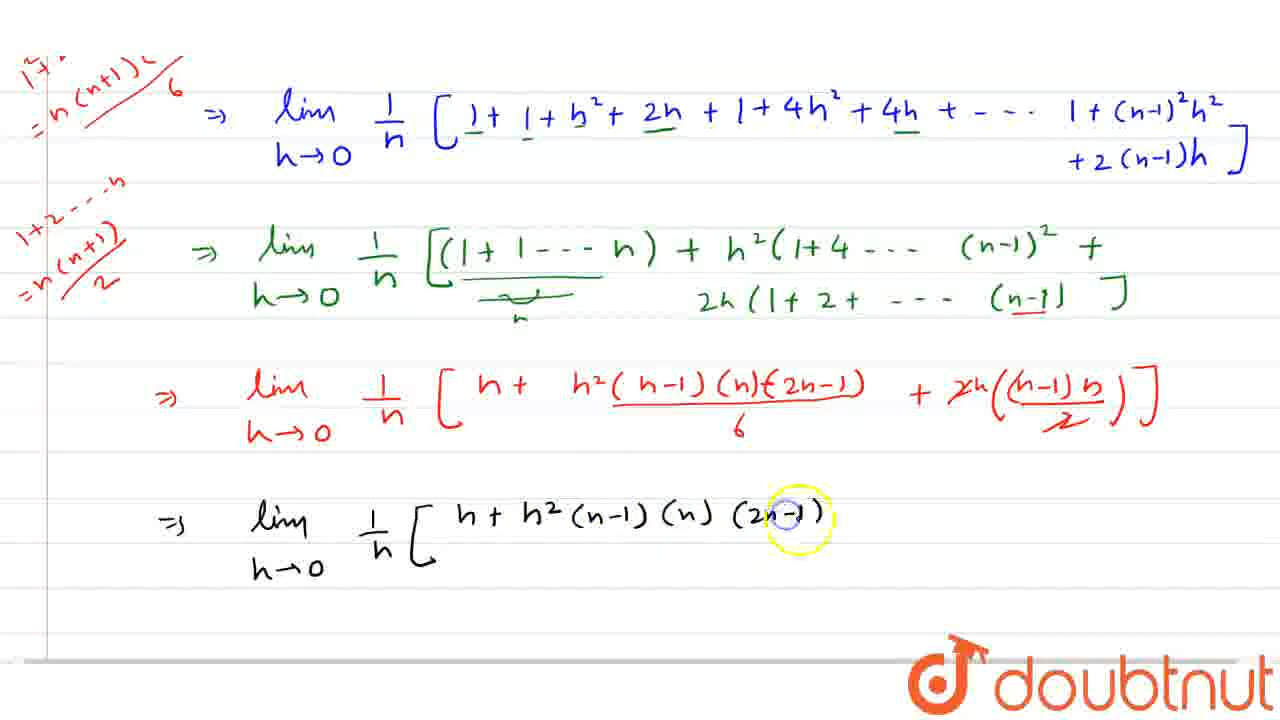 1²+
= n(n+1)(
6
⇒ lim 1/n [1 + 1 + h² + 2h + 1 + 4h² + 4h + --- 1 + (n-1)²h²
h→0 + 2(n-1)h]
1+2---n
= n(n+1)/2
⇒ lim 1/n [(1+1--- n) + h²(1+4 --- (n-1)² +
h→0 n 2h(1+2+ --- (n-1) ]
⇒ lim 1/n [n + h²(n-1)(n)(2n-1)/6 + 2h((n-1)n/2)]
h→0
⇒ lim 1/n [n + h²(n-1)(n)(2n-1)
h→0
doubtnut